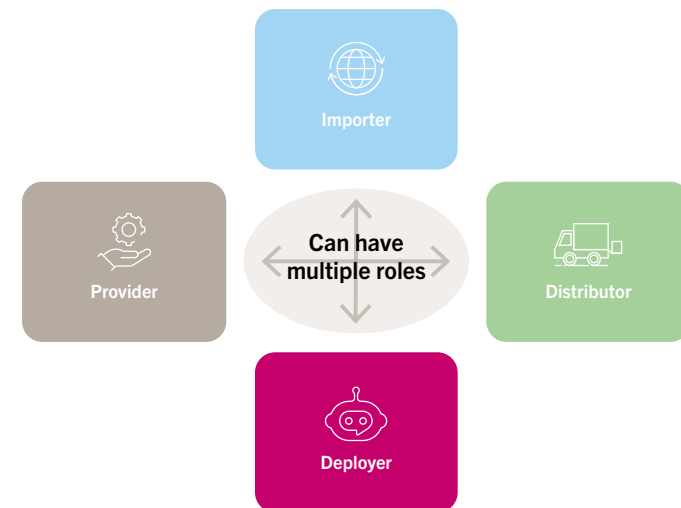 Importer
Provider
Can have
multiple roles
Distributor
Deployer